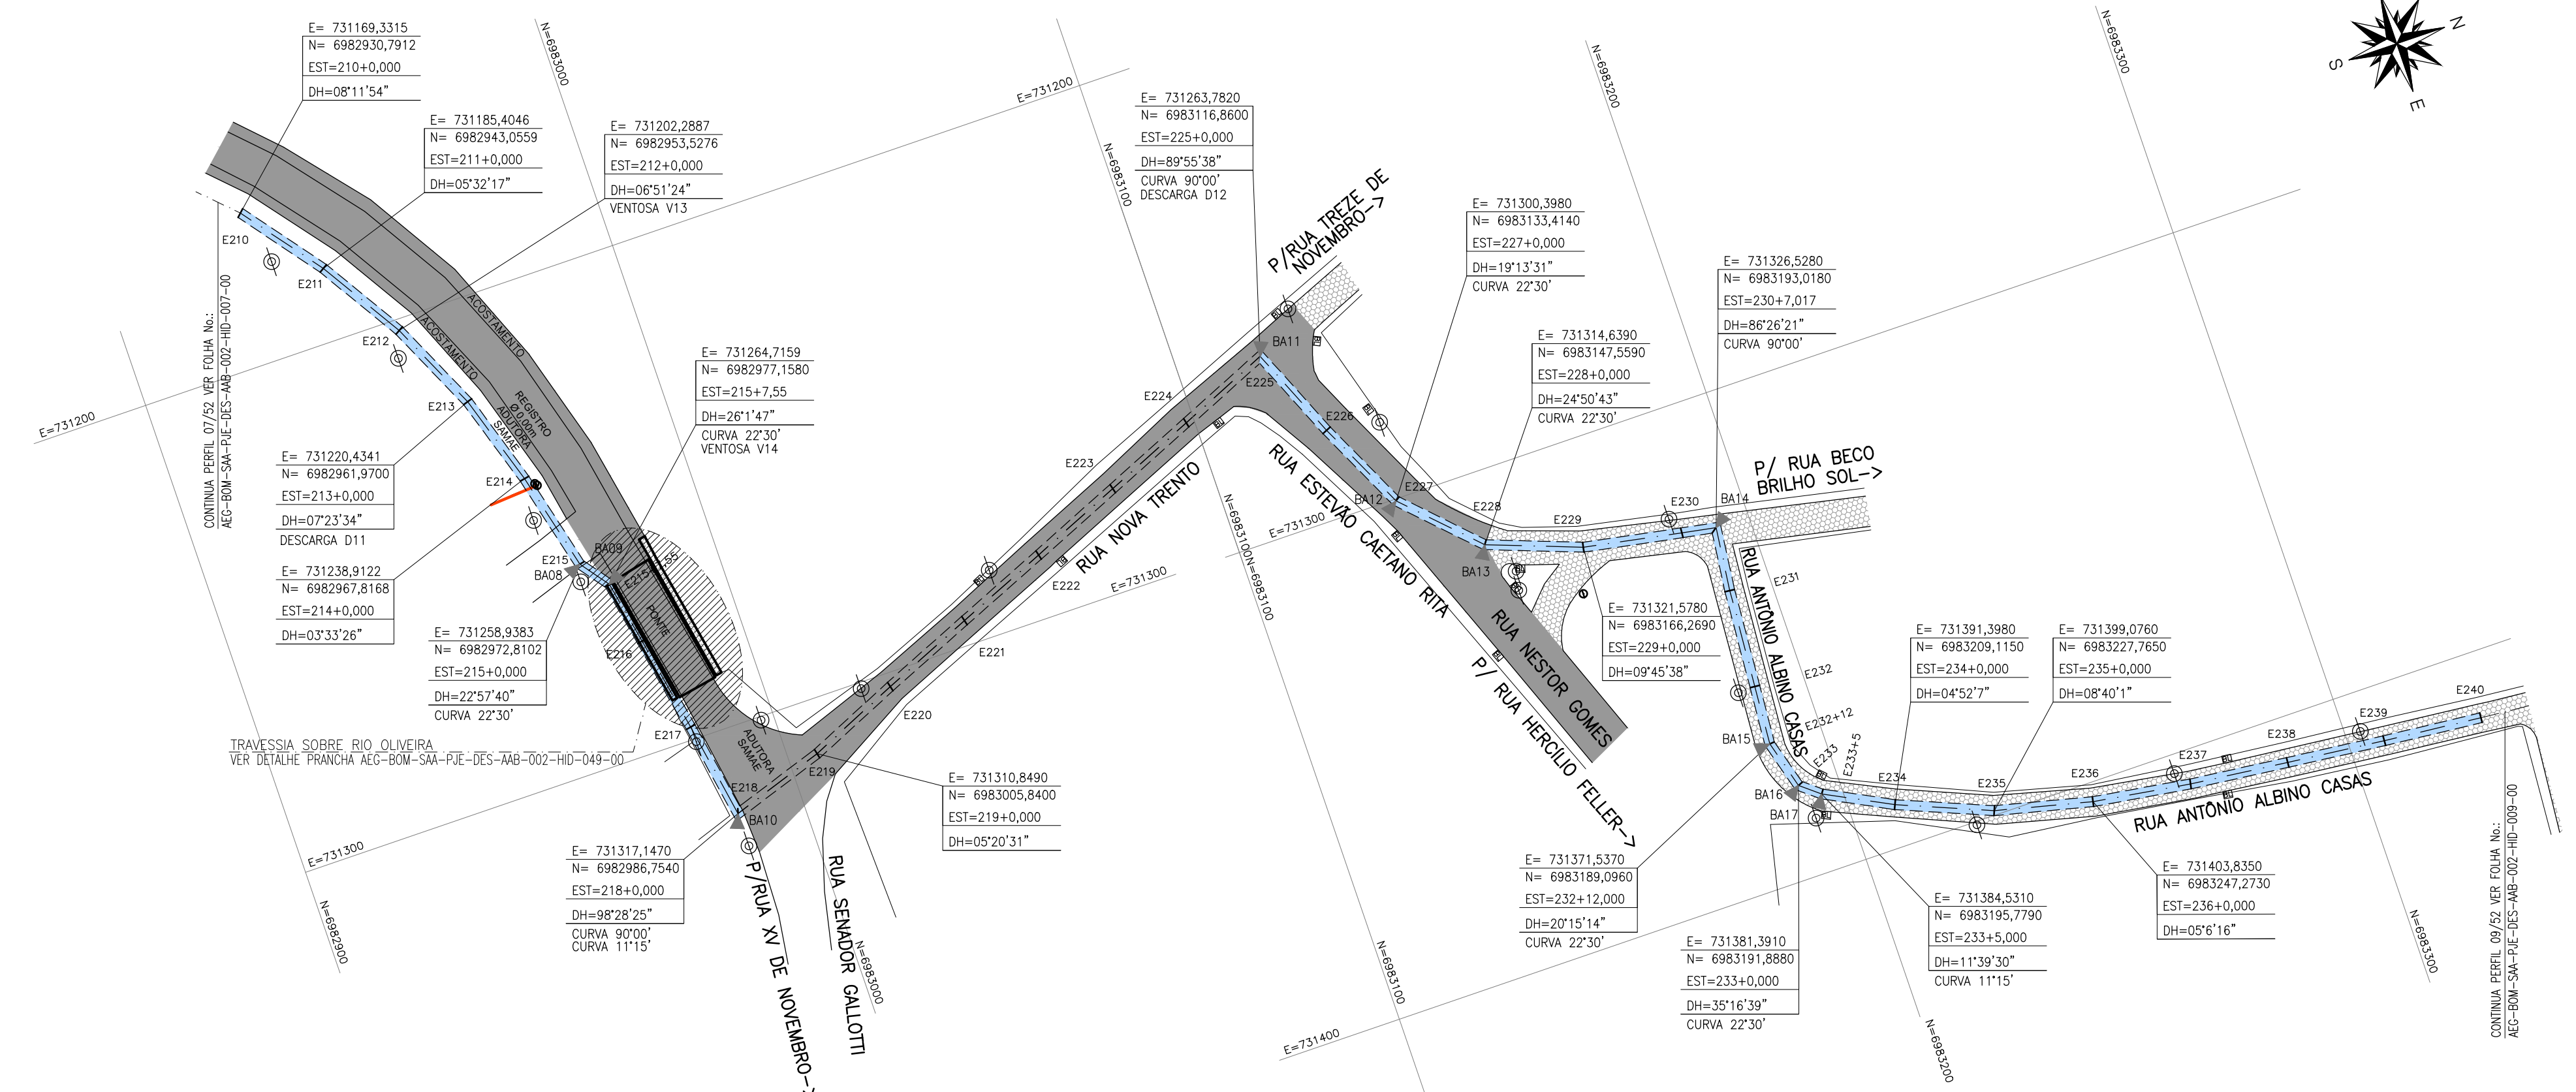 E= 731169,3315
N= 6982930,7912
EST=210+0,000
DH=08°11'54"
E= 731185,4046
N= 6982943,0559
EST=211+0,000
DH=05°32'17"
E= 731202,2887
N= 6982953,5276
EST=212+0,000
DH=06°51'24"
VENTOSA V13
N=6983000
E=731200
N=6983100
E= 731263,7820
N= 6983116,8600
EST=225+0,000
DH=89°55'38"
CURVA 90°00'
DESCARGA D12
N=6983200
N=6983300
N
S
E
P/RUA TREZE DE
NOVEMBRO->
E= 731300,3980
N= 6983133,4140
EST=227+0,000
DH=19°13'31"
CURVA 22°30'
E= 731314,6390
N= 6983147,5590
EST=228+0,000
DH=24°50'43"
CURVA 22°30'
E= 731326,5280
N= 6983193,0180
EST=230+7,017
DH=86°26'21"
CURVA 90°00'
E210
E211
E212
E213
E214
E215
BA08
BA09
E215+7,55
E216
E217
E218
BA10
CONTINUA PERFIL 07/52 VER FOLHA No.:
AEG-BOM-SAA-PJE-DES-AAB-002-HID-007-00
E=731200
ACOSTAMENTO
ACOSTAMENTO
REGISTRO
Ø 0.00m
ADUTORA
SAMAE
E= 731264,7159
N= 6982977,1580
EST=215+7,55
DH=26°1'47"
CURVA 22°30'
VENTOSA V14
E= 731220,4341
N= 6982961,9700
EST=213+0,000
DH=07°23'34"
DESCARGA D11
E= 731238,9122
N= 6982967,8168
EST=214+0,000
DH=03°33'26"
E= 731258,9383
N= 6982972,8102
EST=215+0,000
DH=22°57'40"
CURVA 22°30'
PONTE
TRAVESSIA SOBRE RIO OLIVEIRA
VER DETALHE PRANCHA AEG-BOM-SAA-PJE-DES-AAB-002-HID-049-00
ADUTORA
SAMAE
E=731300
N=6982900
E= 731317,1470
N= 6982986,7540
EST=218+0,000
DH=98°28'25"
CURVA 90°00'
CURVA 11°15'
P/RUA XV DE NOVEMBRO->
RUA SENADOR GALLOTTI
N=6983000
E219
E220
E221
E222
E223
E224
E225
BA11
RUA NOVA TRENTO
E=731300
E= 731310,8490
N= 6983005,8400
EST=219+0,000
DH=05°20'31"
N=6983100
N=6983100
E=731300
RUA ESTEVÃO CAETANO RITA
E226
E227
BA12
E228
BA13
E229
E230
BA14
P/ RUA BECO
BRILHO SOL->
RUA NESTOR GOMES
P/ RUA HERCÍLIO FELLER->
E= 731321,5780
N= 6983166,2690
EST=229+0,000
DH=09°45'38"
RUA ANTÔNIO ALBINO CASAS
E231
E232
E232+12
BA15
E233
E233+5
BA16
BA17
E= 731391,3980
N= 6983209,1150
EST=234+0,000
DH=04°52'7"
E= 731399,0760
N= 6983227,7650
EST=235+0,000
DH=08°40'1"
E234
E235
E236
E237
E238
E239
E240
RUA ANTÔNIO ALBINO CASAS
E= 731371,5370
N= 6983189,0960
EST=232+12,000
DH=20°15'14"
CURVA 22°30'
E= 731381,3910
N= 6983191,8880
EST=233+0,000
DH=35°16'39"
CURVA 22°30'
E= 731384,5310
N= 6983195,7790
EST=233+5,000
DH=11°39'30"
CURVA 11°15'
E= 731403,8350
N= 6983247,2730
EST=236+0,000
DH=05°6'16"
N=6983100
E=731400
N=6983200
N=6983300
CONTINUA PERFIL 09/52 VER FOLHA No.:
AEG-BOM-SAA-PJE-DES-AAB-002-HID-009-00